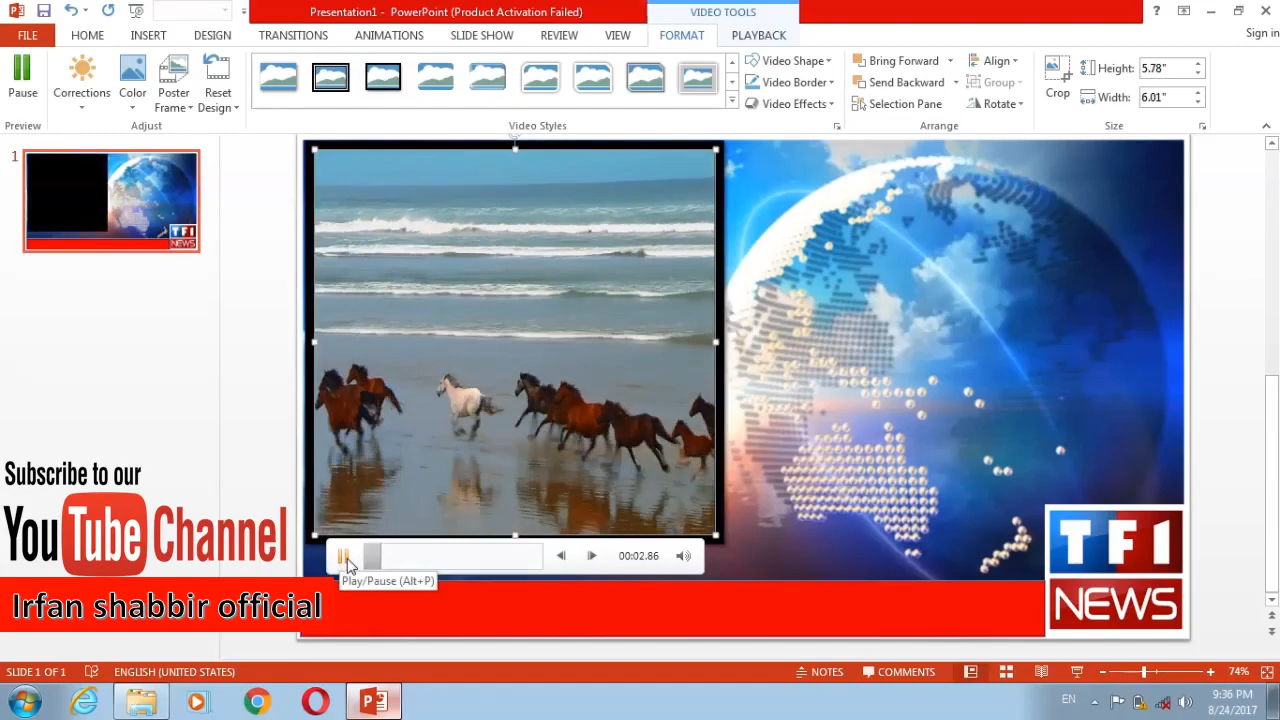 Presentation1 - PowerPoint (Product Activation Failed)
VIDEO TOOLS
?
FILE
HOME
INSERT
DESIGN
TRANSITIONS
ANIMATIONS
SLIDE SHOW
REVIEW
VIEW
FORMAT
PLAYBACK
Sign in
Pause
Corrections
Color
Poster
Frame
Reset
Design
Video Shape
Video Border
Video Effects
Bring Forward
Send Backward
Selection Pane
Align
Group
Rotate
Crop
Height: 5.78"
Width: 6.01"
Preview
Adjust
Video Styles
Arrange
Size
1
TF1
NEWS
Subscribe to our
YouTube Channel
Irfan shabbir official
00:02.86
Play/Pause (Alt+P)
TF1
NEWS
SLIDE 1 OF 1
ENGLISH (UNITED STATES)
NOTES
COMMENTS
74%
EN
9:36 PM
8/24/2017